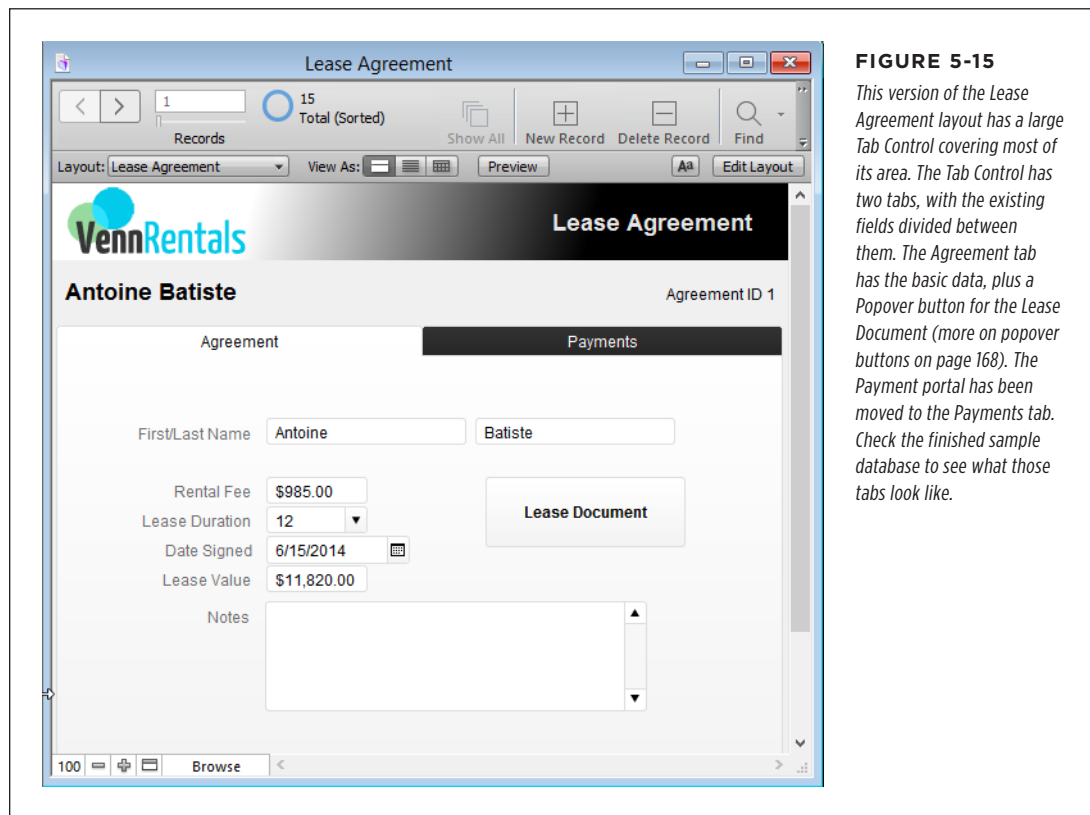 Lease Agreement
1
Records
15
Total (Sorted)
Show All
New Record
Delete Record
Find
Layout: Lease Agreement
View As:
Preview
Aa
Edit Layout
VennRentals
Lease Agreement
Antoine Batiste
Agreement ID 1
Agreement
Payments
First/Last Name
Antoine
Batiste
Rental Fee
$985.00
Lease Duration
12
Date Signed
6/15/2014
Lease Value
$11,820.00
Lease Document
Notes
100
Browse
FIGURE 5-15
This version of the Lease
Agreement layout has a large
Tab Control covering most of
its area. The Tab Control has
two tabs, with the existing
fields divided between
them. The Agreement tab
has the basic data, plus a
Popover button for the Lease
Document (more on popover
buttons on page 168). The
Payment portal has been
moved to the Payments tab.
Check the finished sample
database to see what those
tabs look like.